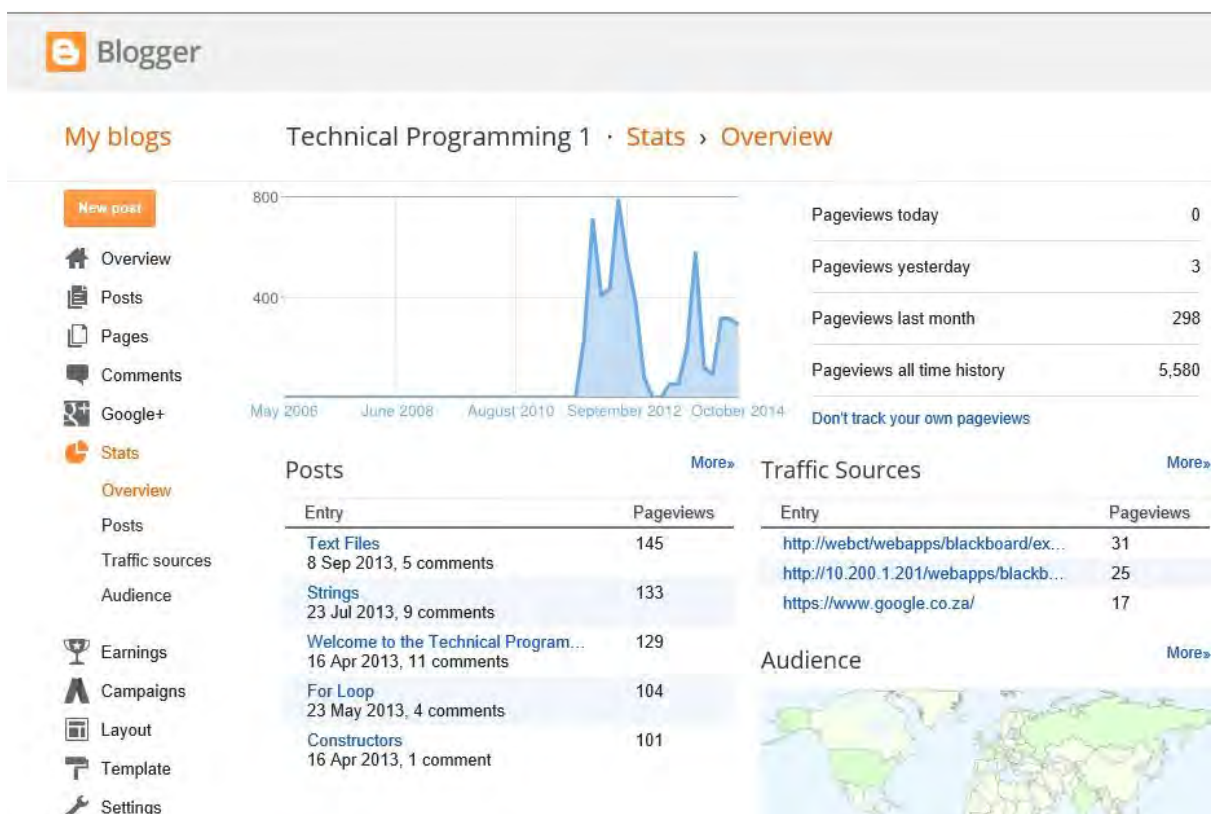 Blogger
My blogs
Technical Programming 1 · Stats › Overview
New post
Overview
Posts
Pages
Comments
Google+
Stats
Overview
Posts
Traffic sources
Audience
Earnings
Campaigns
Layout
Template
Settings
800
400
May 2006 June 2008 August 2010 September 2012 October 2014
Pageviews today 0
Pageviews yesterday 3
Pageviews last month 298
Pageviews all time history 5,580
Don't track your own pageviews
Posts More»
Entry Pageviews
Text Files 145
8 Sep 2013, 5 comments
Strings 133
23 Jul 2013, 9 comments
Welcome to the Technical Program... 129
16 Apr 2013, 11 comments
For Loop 104
23 May 2013, 4 comments
Constructors 101
16 Apr 2013, 1 comment
Traffic Sources More»
Entry Pageviews
http://webct/webapps/blackboard/ex... 31
http://10.200.1.201/webapps/blackb... 25
https://www.google.co.za/ 17
Audience More»